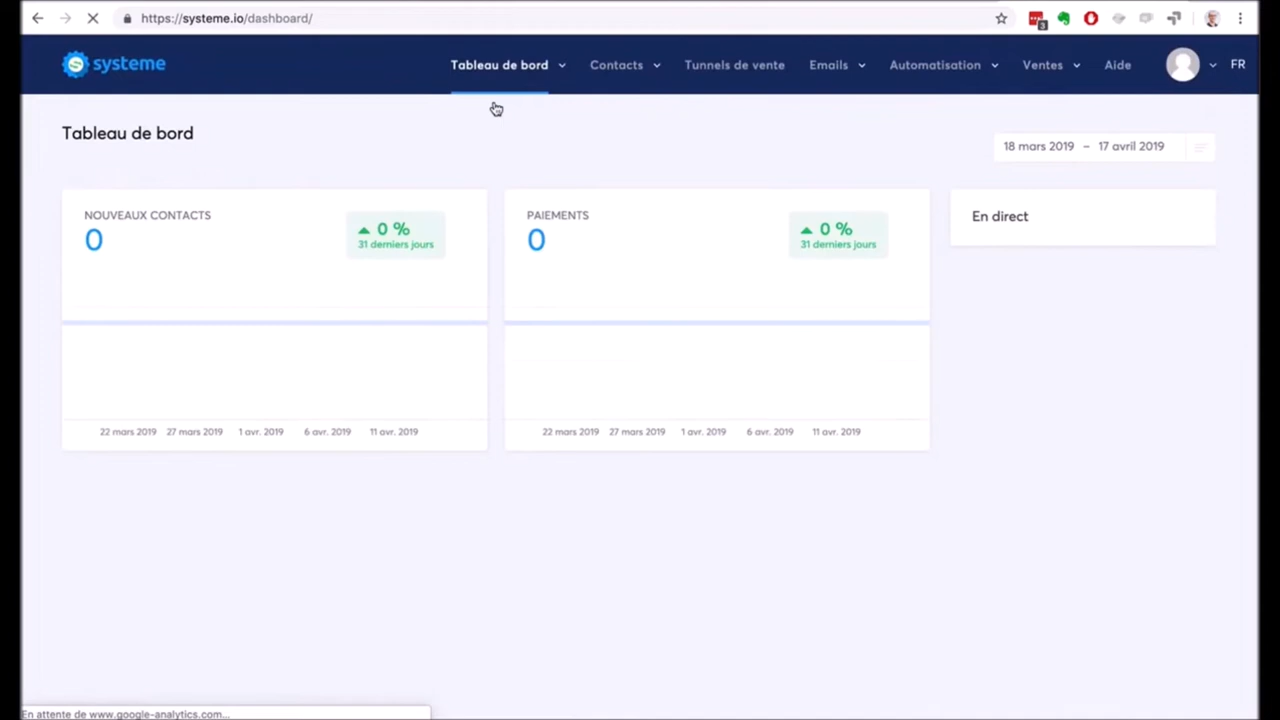 https://systeme.io/dashboard/
3
systeme
Tableau de bord
Contacts
Tunnels de vente
Emails
Automatisation
Ventes
Aide
FR
Tableau de bord
18 mars 2019 – 17 avril 2019
NOUVEAUX CONTACTS
0
0 %
31 derniers jours
22 mars 2019 27 mars 2019 1 avr. 2019 6 avr. 2019 11 avr. 2019
PAIEMENTS
0
0 %
31 derniers jours
22 mars 2019 27 mars 2019 1 avr. 2019 6 avr. 2019 11 avr. 2019
En direct
En attente de www.google-analytics.com...